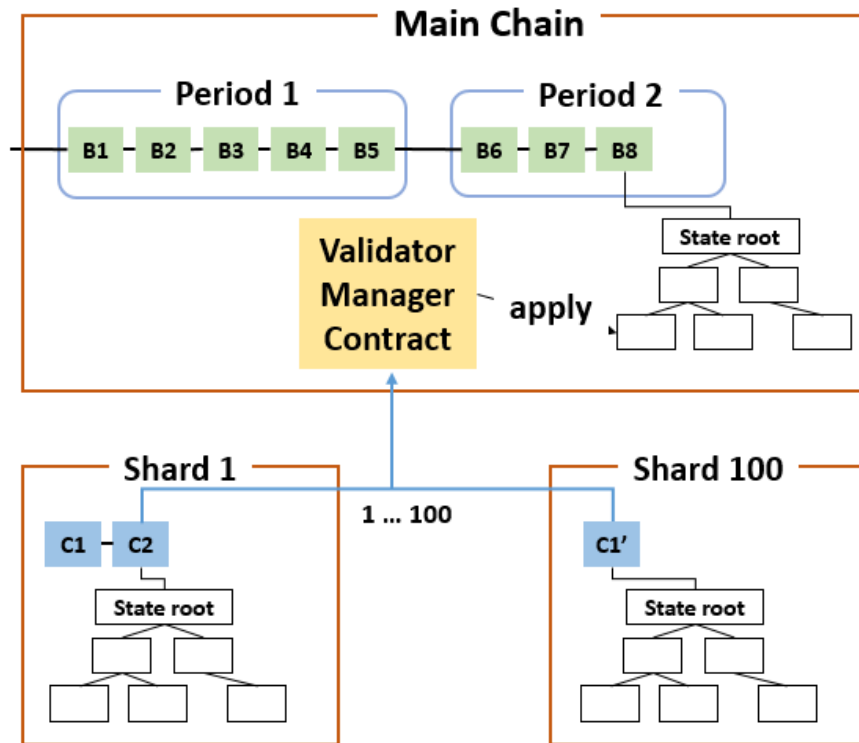 Main Chain
Period 1
Period 2
B1
B2
B3
B4
B5
B6
B7
B8
State root
Validator
Manager
Contract
apply
Shard 1
Shard 100
1 ... 100
C1
C2
C1’
State root
State root